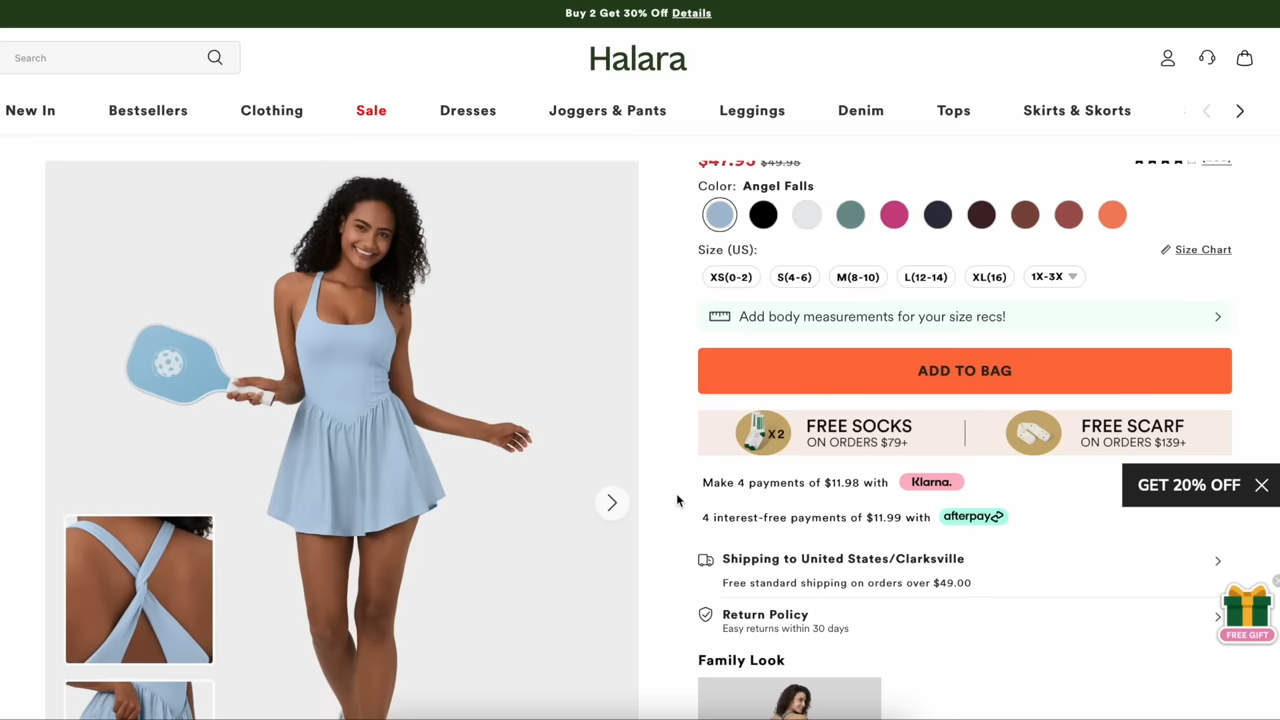 Buy 2 Get 30% Off Details
Search
Halara
New In Bestsellers Clothing Sale Dresses Joggers & Pants Leggings Denim Tops Skirts & Skorts
$47.95 $49.95
Color: Angel Falls
Size (US):
Size Chart
XS(0-2) S(4-6) M(8-10) L(12-14) XL(16) 1X-3X
Add body measurements for your size recs!
ADD TO BAG
X2
FREE SOCKS
ON ORDERS $79+
FREE SCARF
ON ORDERS $139+
Make 4 payments of $11.98 with Klarna.
GET 20% OFF
4 interest-free payments of $11.99 with afterpay
Shipping to United States/Clarksville
Free standard shipping on orders over $49.00
Return Policy
Easy returns within 30 days
FREE GIFT
Family Look